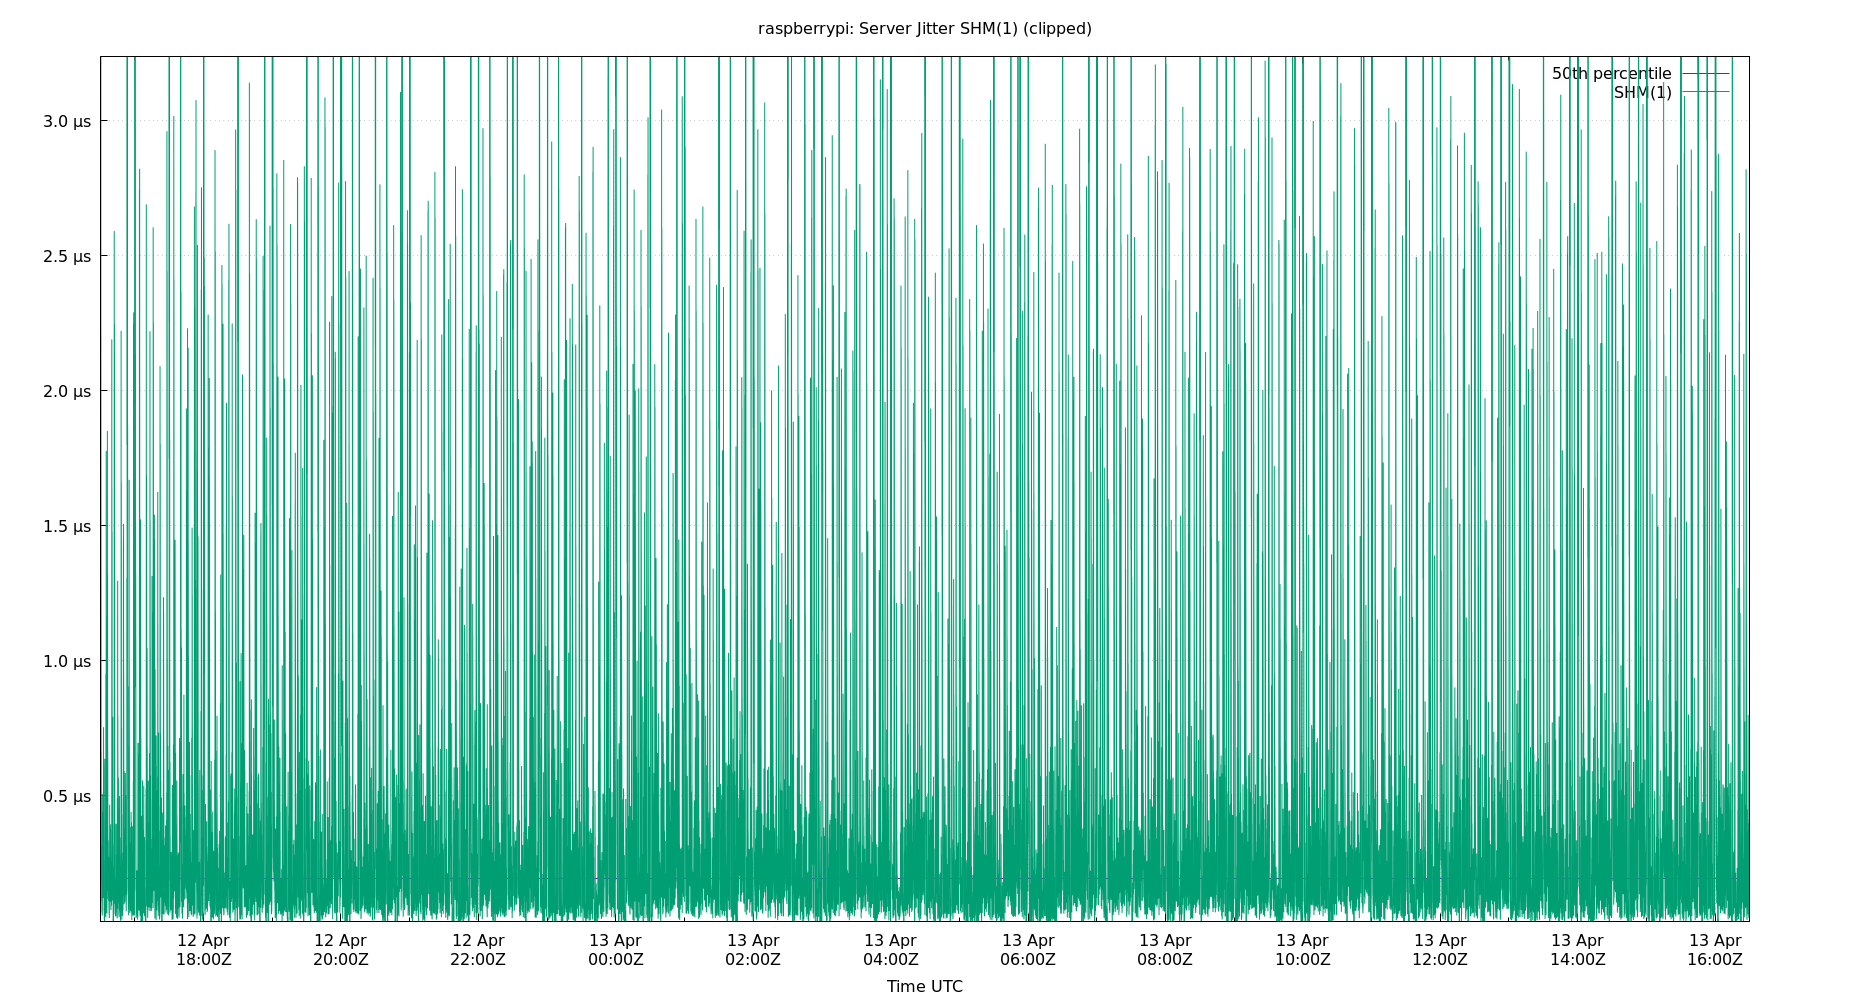 raspberrypi: Server Jitter SHM(1) (clipped)
50th percentile
SHM(1)
3.0 µs
2.5 µs
2.0 µs
1.5 µs
1.0 µs
0.5 µs
12 Apr 12 Apr 12 Apr 13 Apr 13 Apr 13 Apr 13 Apr 13 Apr 13 Apr 13 Apr 13 Apr 13 Apr
18:00Z 20:00Z 22:00Z 00:00Z 02:00Z 04:00Z 06:00Z 08:00Z 10:00Z 12:00Z 14:00Z 16:00Z
Time UTC